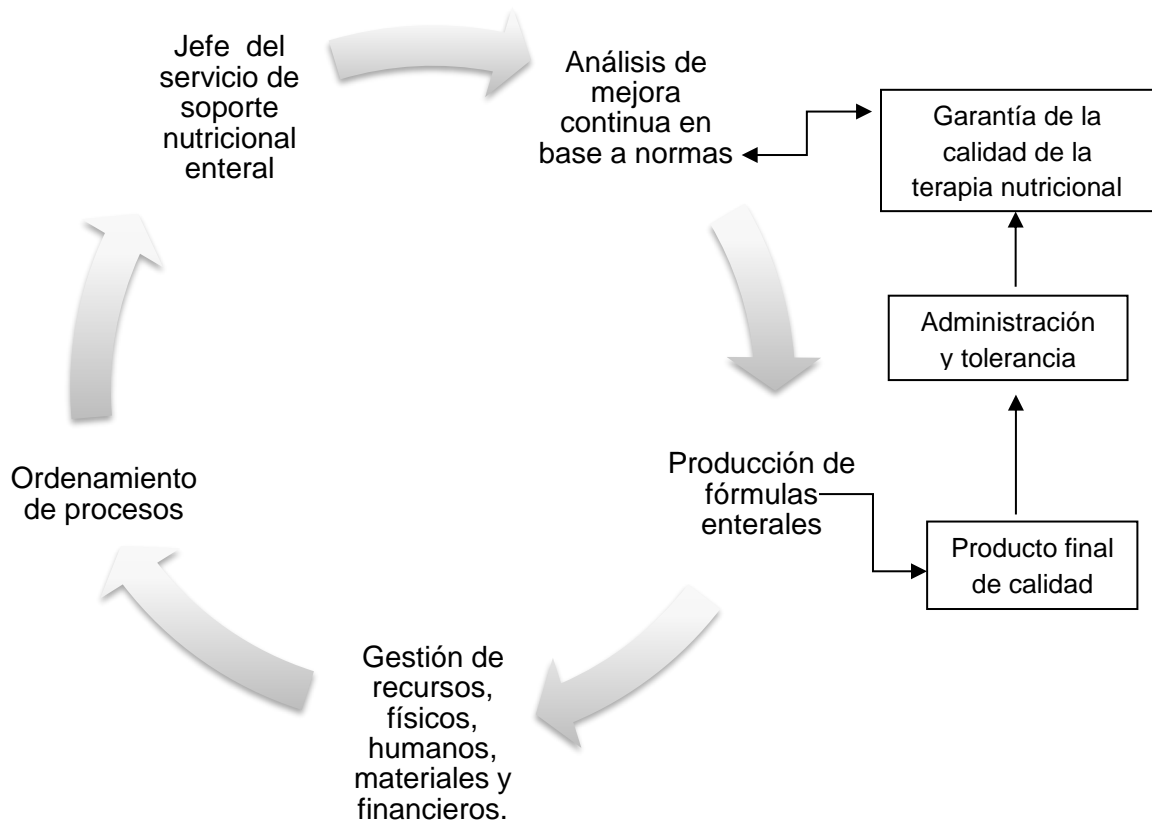 Jefe del
servicio de
soporte
nutricional
enteral
Análisis de
mejora
continua en
base a normas
Garantía de la
calidad de la
terapia nutricional
Administración
y tolerancia
Producción de
fórmulas
enterales
Producto final
de calidad
Gestión de
recursos,
físicos,
humanos,
materiales y
financieros.
Ordenamiento
de procesos